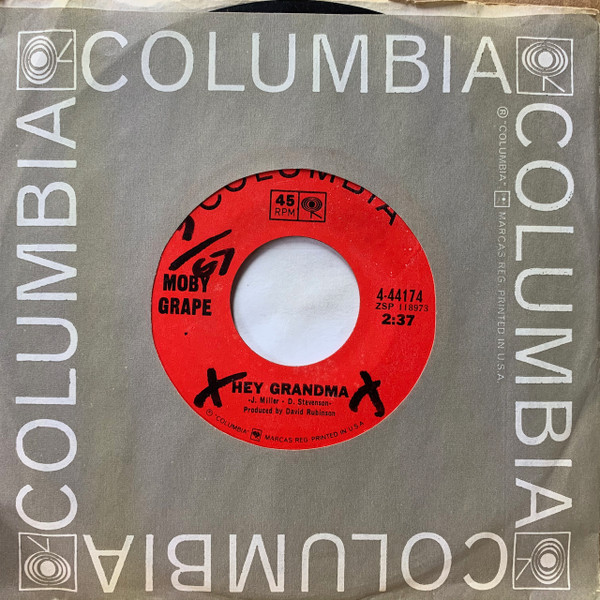 COLUMBIA
COLUMBIA
COLUMBIA
COLUMBIA
® "COLUMBIA" MARCAS REG. PRINTED IN U.S.A.
COLUMBIA
45
RPM
/67
MOBY
GRAPE
4-44174
ZSP 118973
2:37
X HEY GRANDMA X
-J. Miller - D. Stevenson-
Produced by David Rubinson
® "COLUMBIA" MARCAS REG. PRINTED IN U.S.A.